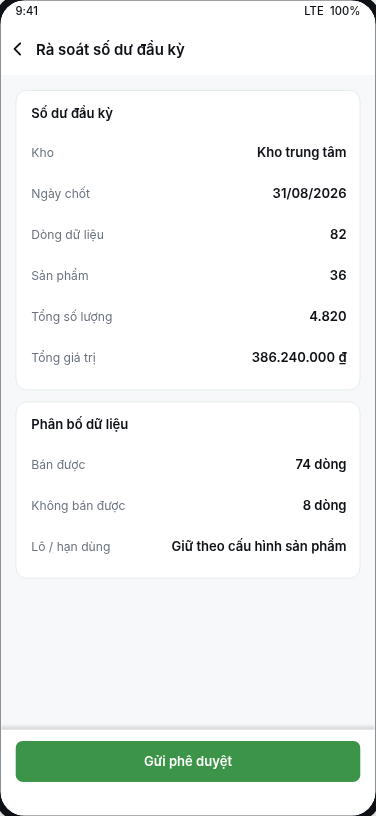 9:41 LTE 100%
Rà soát số dư đầu kỳ
Số dư đầu kỳ
Kho Kho trung tâm
Ngày chốt 31/08/2026
Dòng dữ liệu 82
Sản phẩm 36
Tổng số lượng 4.820
Tổng giá trị 386.240.000 ₫
Phân bổ dữ liệu
Bán được 74 dòng
Không bán được 8 dòng
Lô / hạn dùng Giữ theo cấu hình sản phẩm
Gửi phê duyệt